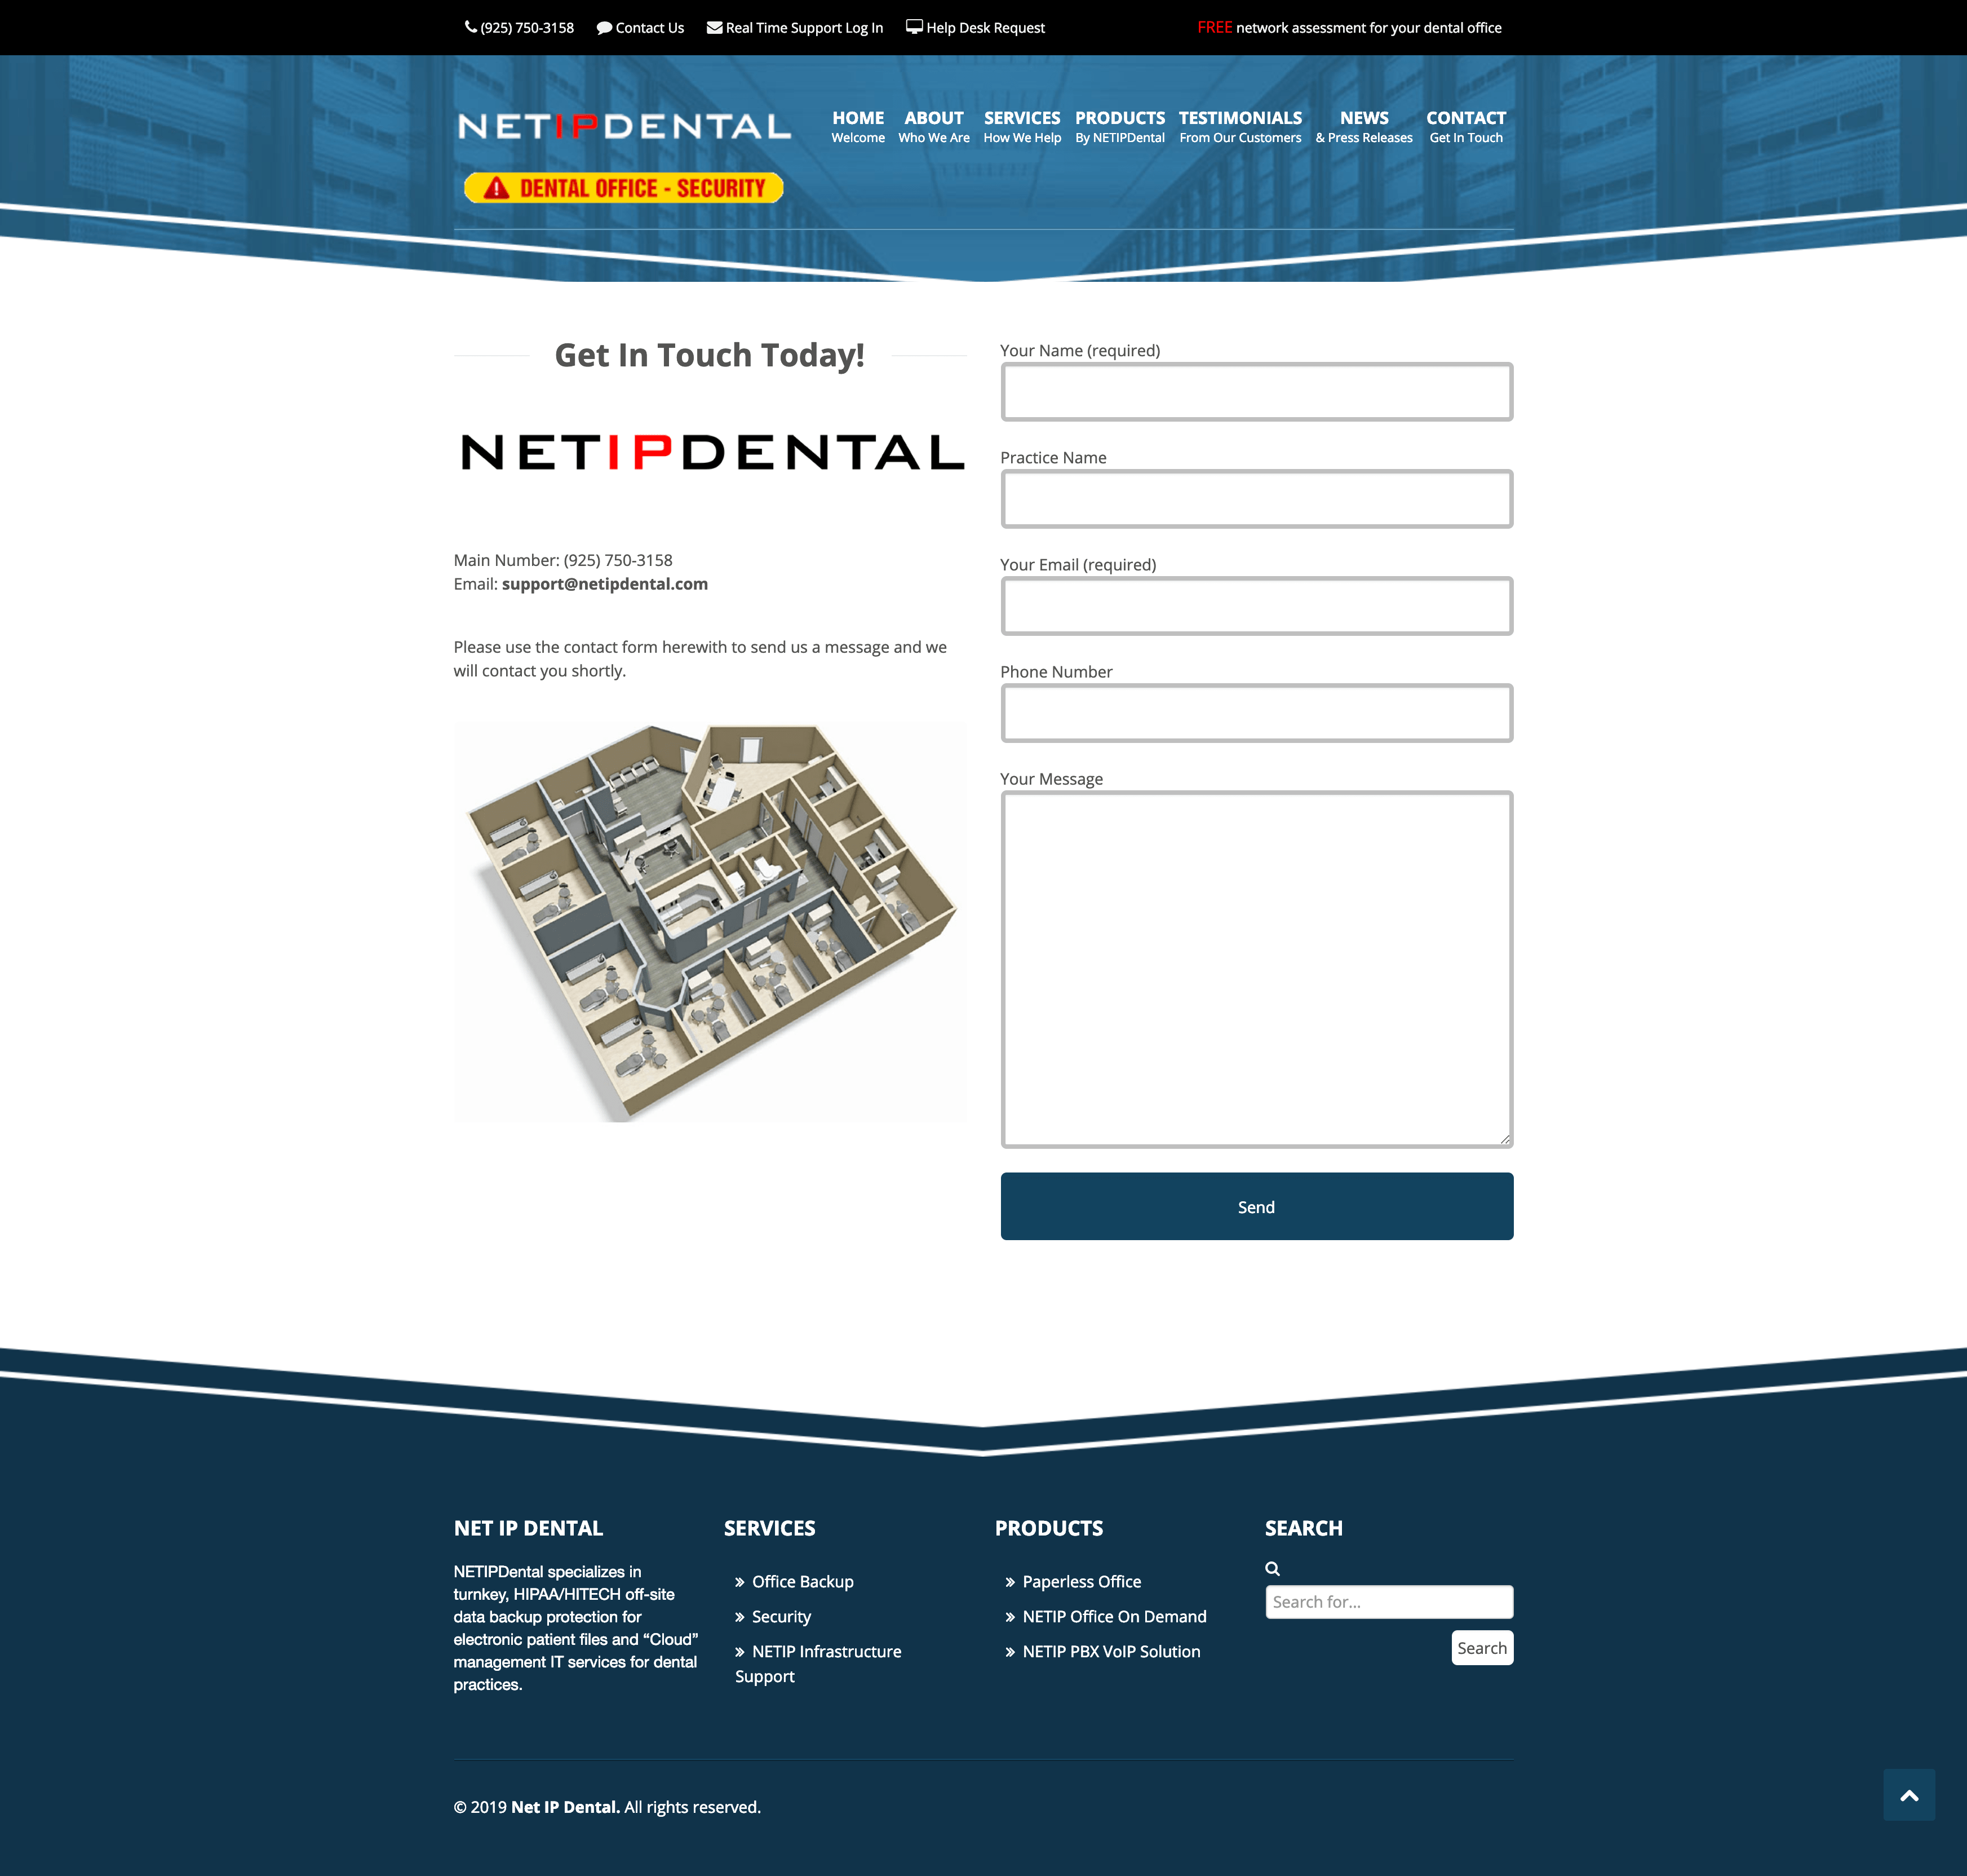 (925) 750-3158 Contact Us Real Time Support Log In Help Desk Request FREE network assessment for your dental office
NETIPDENTAL
HOME ABOUT SERVICES PRODUCTS TESTIMONIALS NEWS CONTACT
Welcome Who We Are How We Help By NETIPDental From Our Customers & Press Releases Get In Touch
DENTAL OFFICE - SECURITY
Get In Touch Today!
NETIPDENTAL
Main Number: (925) 750-3158
Email: support@netipdental.com
Please use the contact form herewith to send us a message and we
will contact you shortly.
Your Name (required)
Practice Name
Your Email (required)
Phone Number
Your Message
Send
NET IP DENTAL
NETIPDental specializes in
turnkey, HIPAA/HITECH off-site
data backup protection for
electronic patient files and “Cloud”
management IT services for dental
practices.
SERVICES
» Office Backup
» Security
» NETIP Infrastructure
Support
PRODUCTS
» Paperless Office
» NETIP Office On Demand
» NETIP PBX VoIP Solution
SEARCH
Search for...
Search
© 2019 Net IP Dental. All rights reserved.